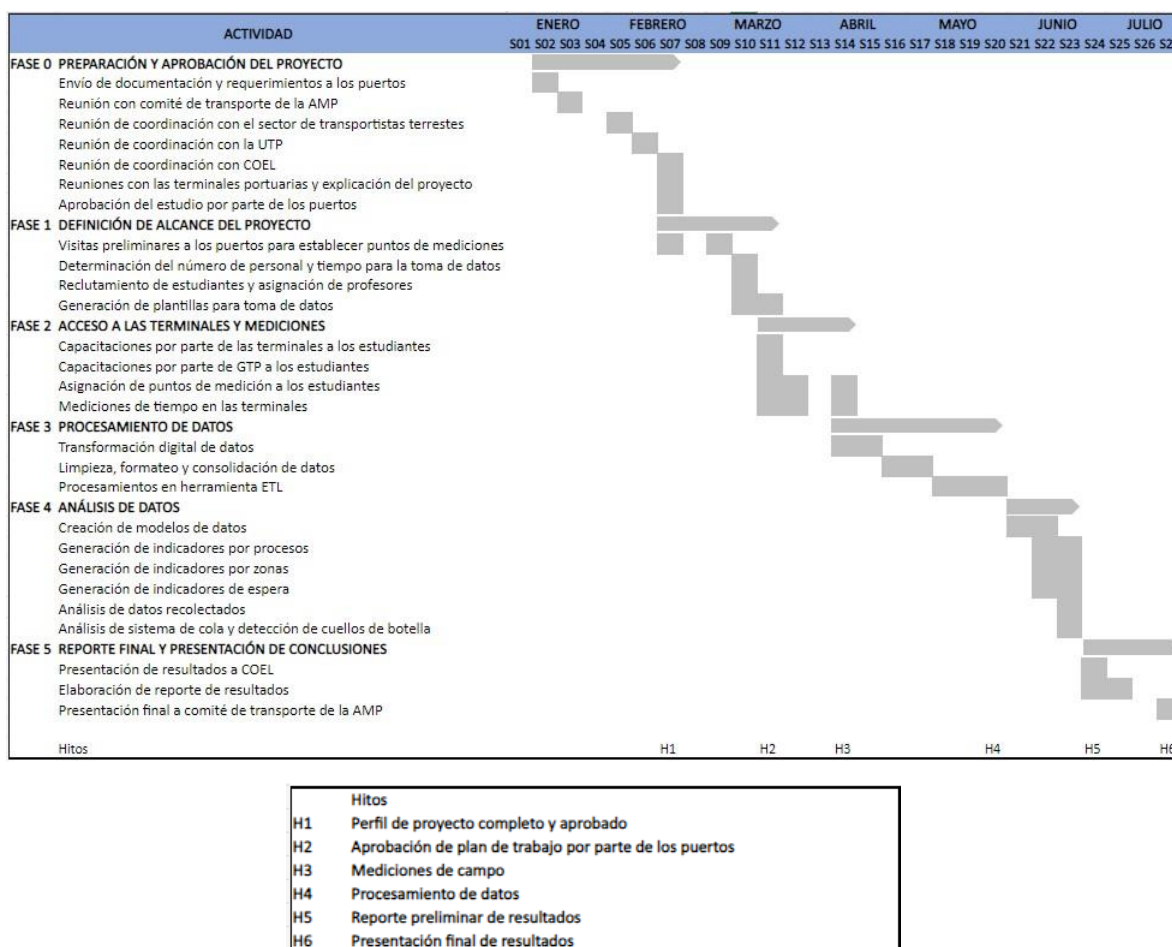 ACTIVIDAD ENERO FEBRERO MARZO ABRIL MAYO JUNIO JULIO
S01 S02 S03 S04 S05 S06 S07 S08 S09 S10 S11 S12 S13 S14 S15 S16 S17 S18 S19 S20 S21 S22 S23 S24 S25 S26 S2
FASE 0 PREPARACIÓN Y APROBACIÓN DEL PROYECTO
Envío de documentación y requerimientos a los puertos
Reunión con comité de transporte de la AMP
Reunión de coordinación con el sector de transportistas terrestes
Reunión de coordinación con la UTP
Reunión de coordinación con COEL
Reuniones con las terminales portuarias y explicación del proyecto
Aprobación del estudio por parte de los puertos
FASE 1 DEFINICIÓN DE ALCANCE DEL PROYECTO
Visitas preliminares a los puertos para establecer puntos de mediciones
Determinación del número de personal y tiempo para la toma de datos
Reclutamiento de estudiantes y asignación de profesores
Generación de plantillas para toma de datos
FASE 2 ACCESO A LAS TERMINALES Y MEDICIONES
Capacitaciones por parte de las terminales a los estudiantes
Capacitaciones por parte de GTP a los estudiantes
Asignación de puntos de medición a los estudiantes
Mediciones de tiempo en las terminales
FASE 3 PROCESAMIENTO DE DATOS
Transformación digital de datos
Limpieza, formateo y consolidación de datos
Procesamientos en herramienta ETL
FASE 4 ANÁLISIS DE DATOS
Creación de modelos de datos
Generación de indicadores por procesos
Generación de indicadores por zonas
Generación de indicadores de espera
Análisis de datos recolectados
Análisis de sistema de cola y detección de cuellos de botella
FASE 5 REPORTE FINAL Y PRESENTACIÓN DE CONCLUSIONES
Presentación de resultados a COEL
Elaboración de reporte de resultados
Presentación final a comité de transporte de la AMP
Hitos H1 H2 H3 H4 H5 H6
Hitos
H1 Perfil de proyecto completo y aprobado
H2 Aprobación de plan de trabajo por parte de los puertos
H3 Mediciones de campo
H4 Procesamiento de datos
H5 Reporte preliminar de resultados
H6 Presentación final de resultados